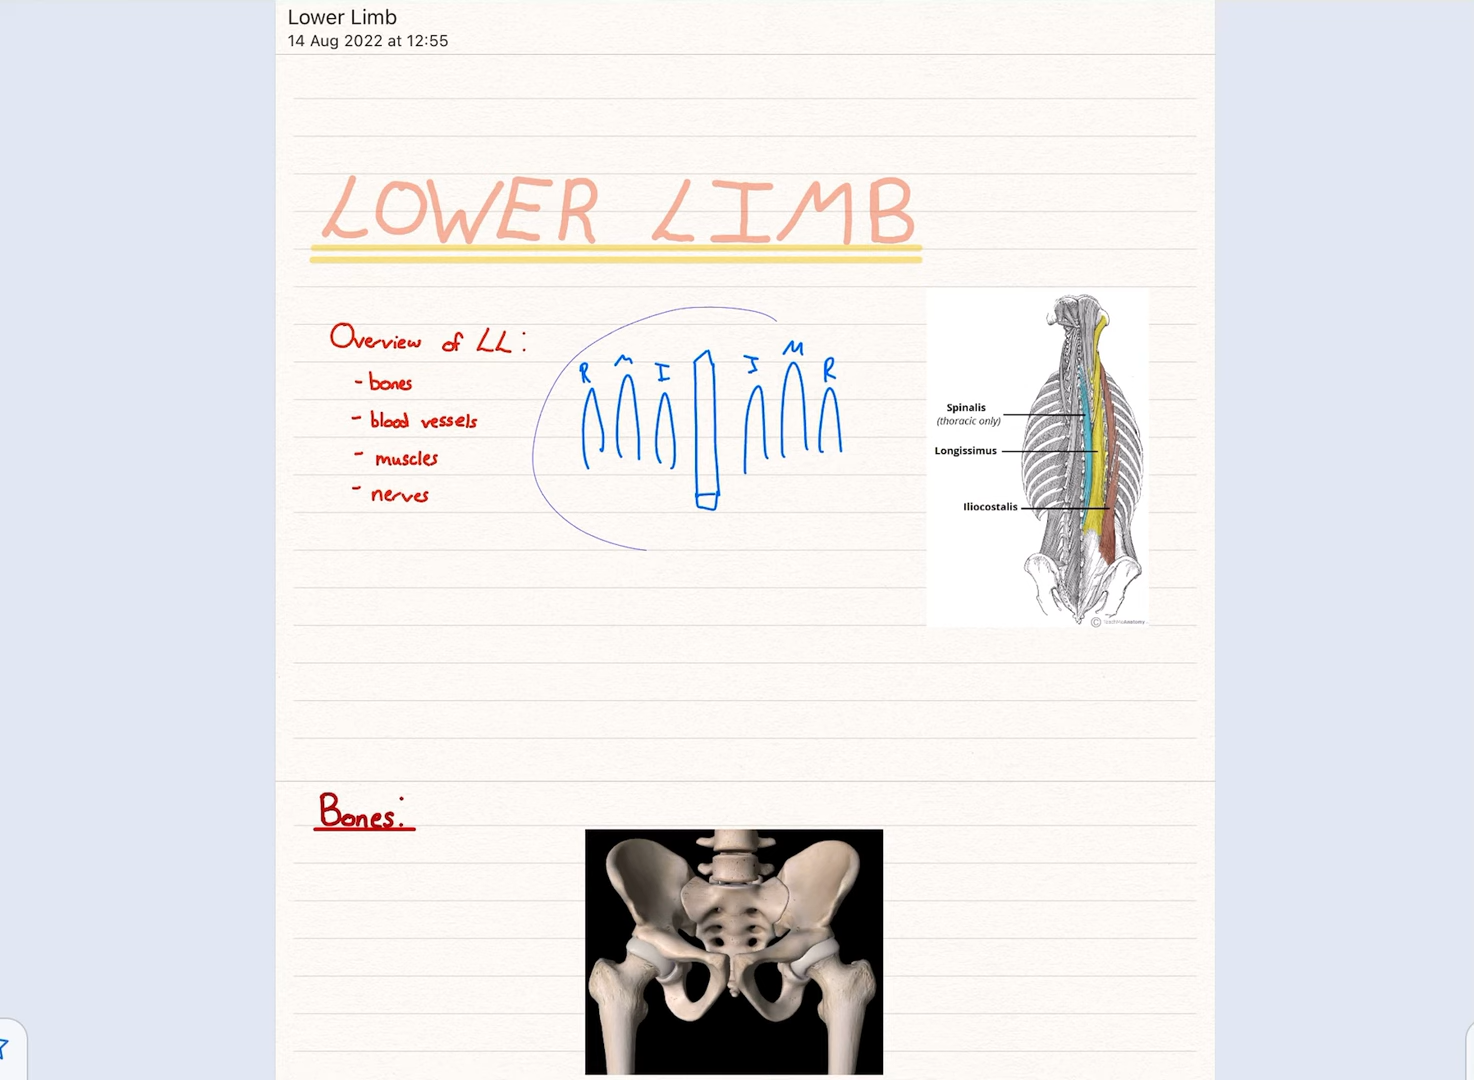 Lower Limb
14 Aug 2022 at 12:55
LOWER LIMB
Overview of LL:
- bones
- blood vessels
- muscles
- nerves
R M I I M R
Spinalis
(thoracic only)
Longissimus
Iliocostalis
© teachmeanatomy
Bones: